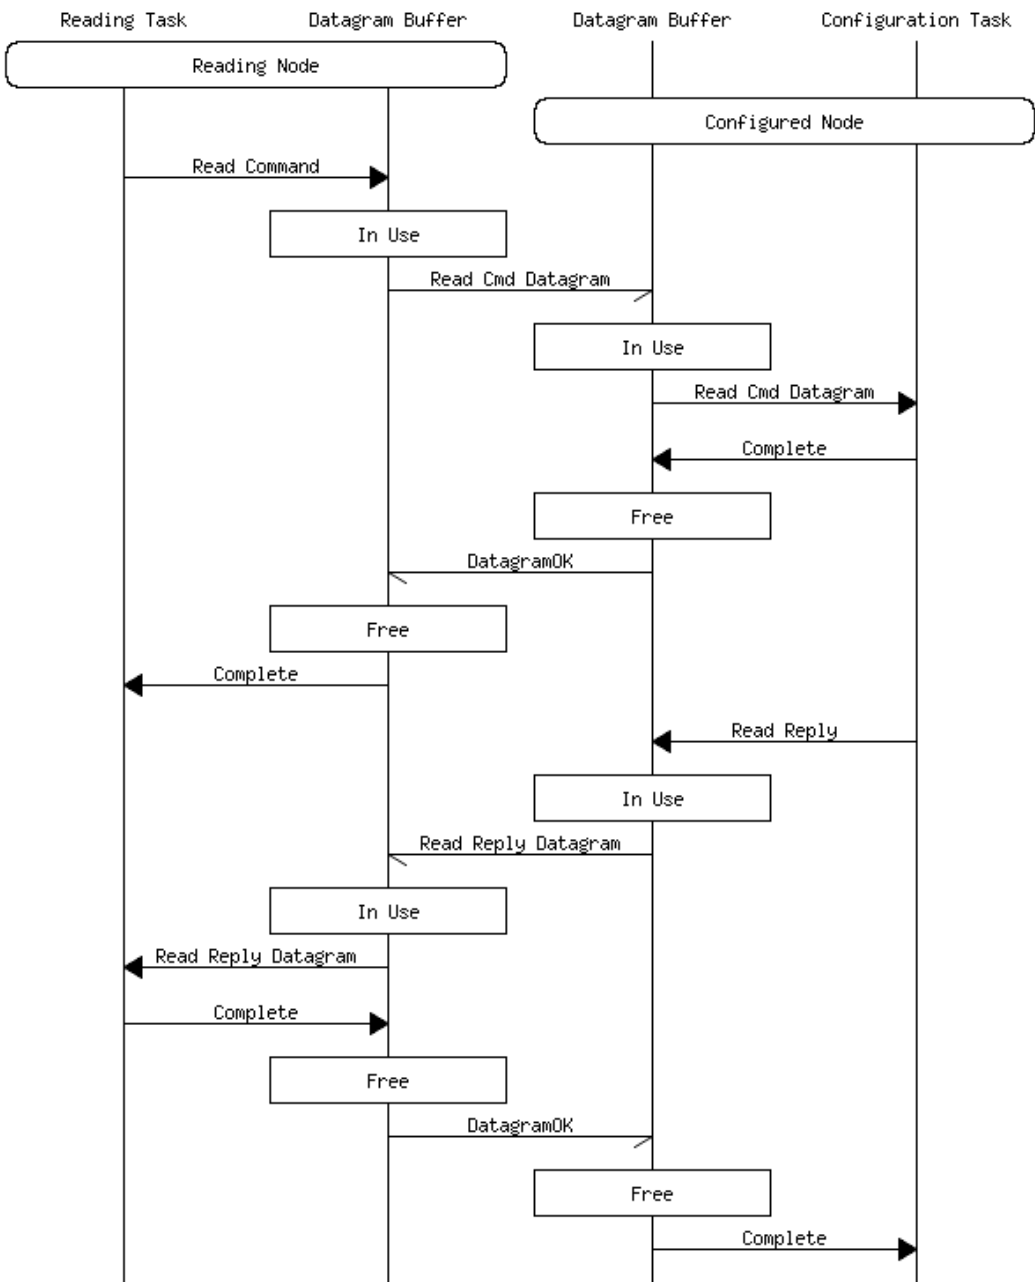 Reading Task
Datagram Buffer
Datagram Buffer
Configuration Task
Reading Node
Configured Node
Read Command
In Use
Read Cmd Datagram
In Use
Read Cmd Datagram
Complete
Free
DatagramOK
Free
Complete
Read Reply
In Use
Read Reply Datagram
In Use
Read Reply Datagram
Complete
Free
DatagramOK
Free
Complete